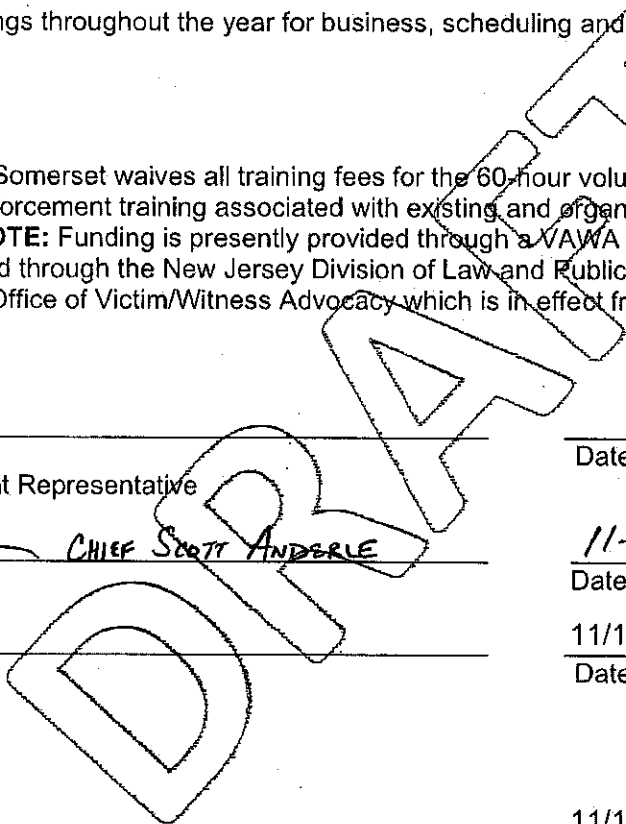 ngs throughout the year for business, scheduling and
Somerset waives all training fees for the 60-hour volu
orcement training associated with existing and organ
OTE: Funding is presently provided through a VAWA
d through the New Jersey Division of Law and Public
Office of Victim/Witness Advocacy which is in effect fr
Date
t Representative
CHIEF SCOTT ANDERLE 11-
Date
11/1
Date
11/1
DRAFT